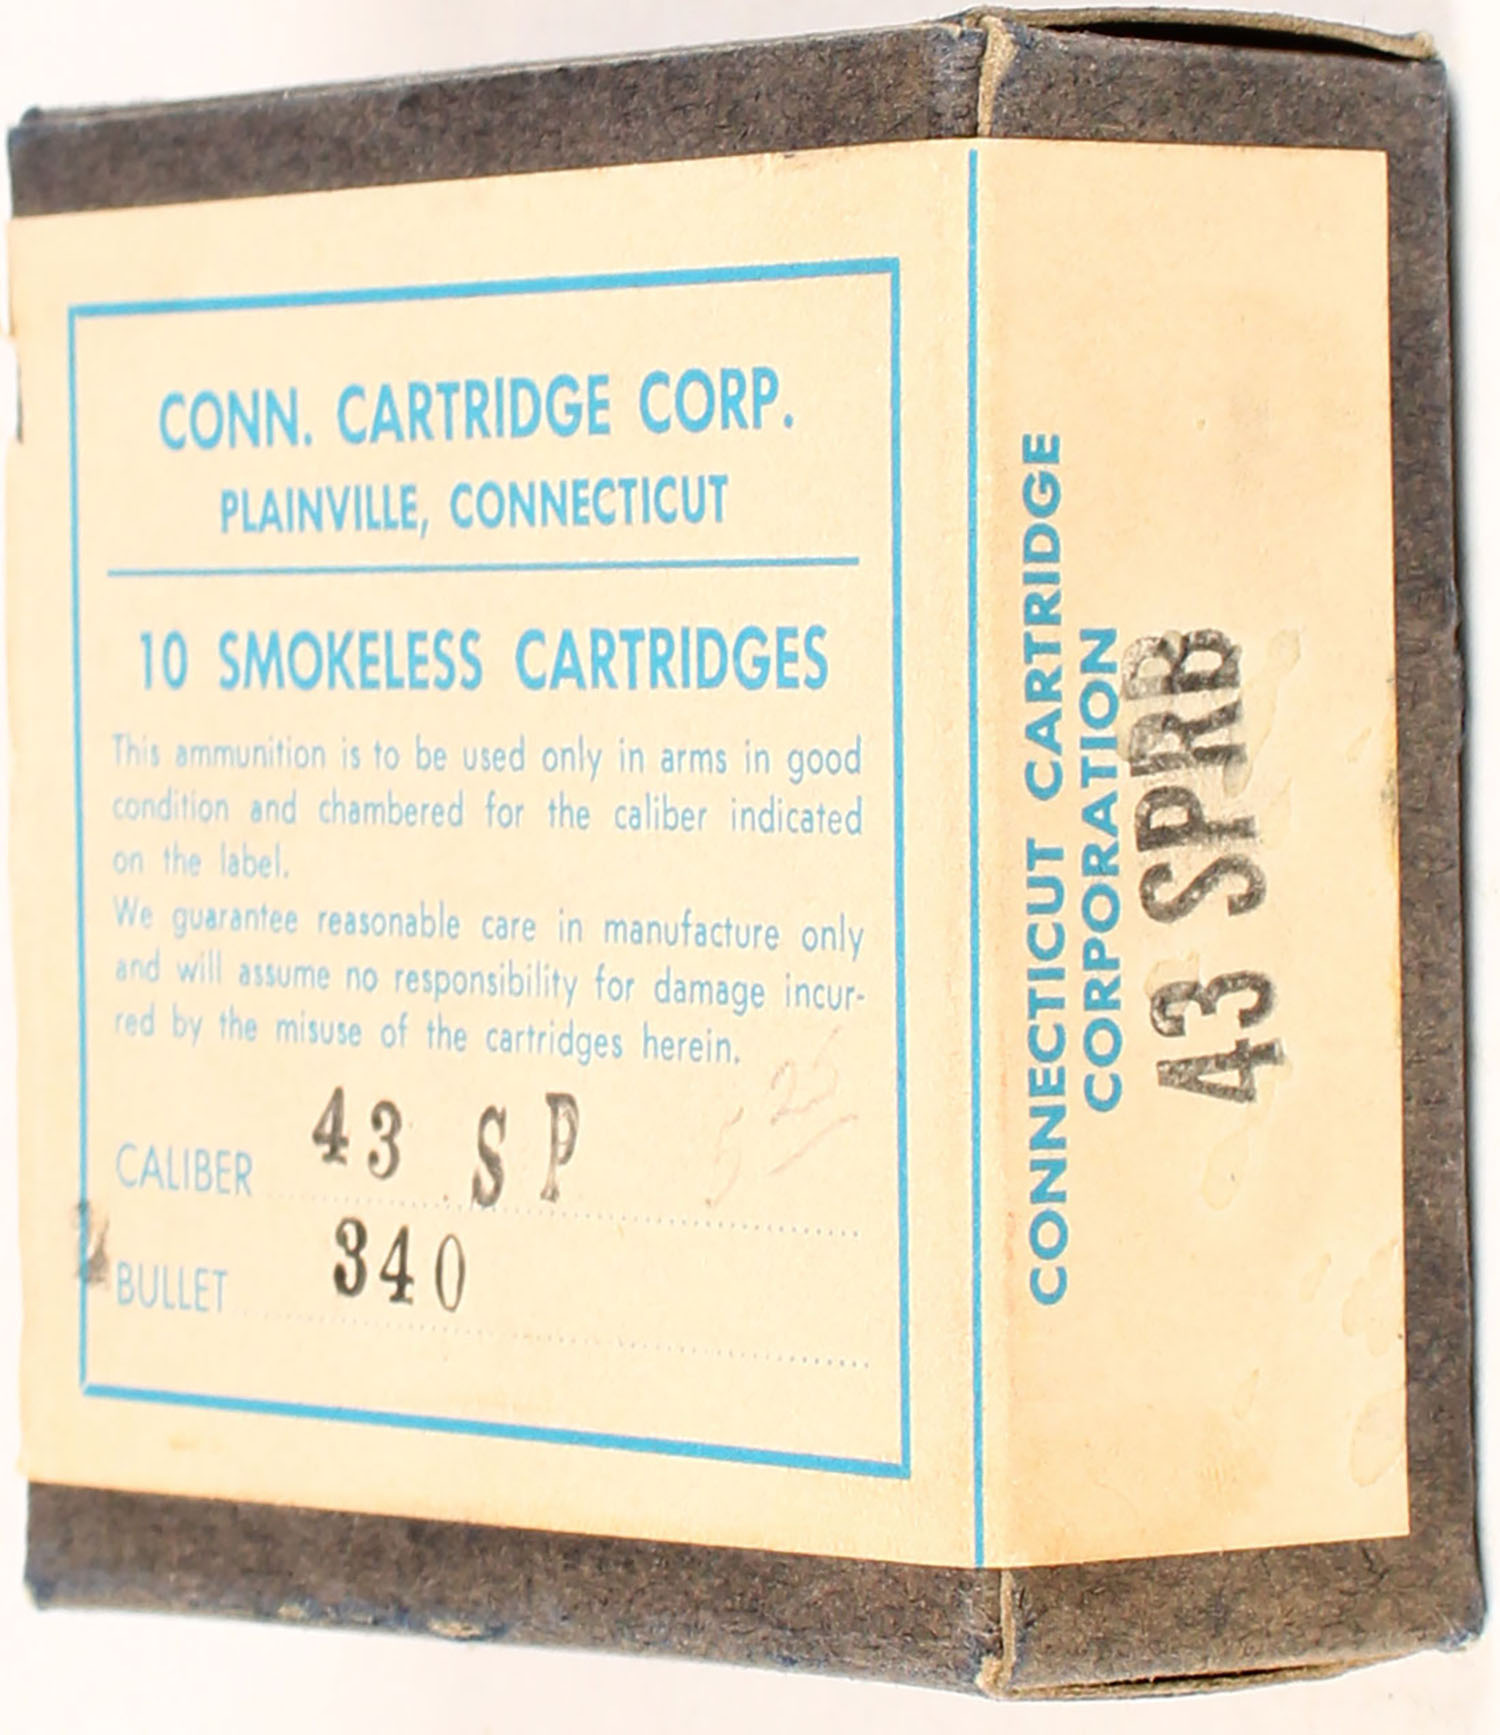 CONN. CARTRIDGE CORP.
PLAINVILLE, CONNECTICUT
10 SMOKELESS CARTRIDGES
This ammunition is to be used only in arms in good
condition and chambered for the caliber indicated
on the label.
We guarantee reasonable care in manufacture only
and will assume no responsibility for damage incur-
red by the misuse of the cartridges herein.
5 25
CALIBER 43 SP
BULLET 340
CONNECTICUT CARTRIDGE
CORPORATION
43 SPRB